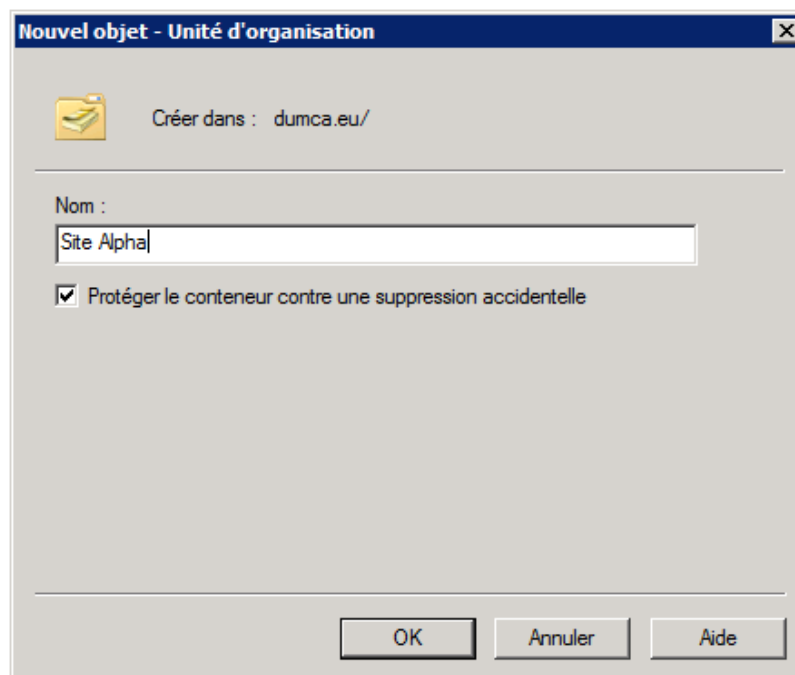 Nouvel objet - Unité d'organisation
Créer dans : dumca.eu/
Nom :
Site Alpha
Protéger le conteneur contre une suppression accidentelle
OK Annuler Aide